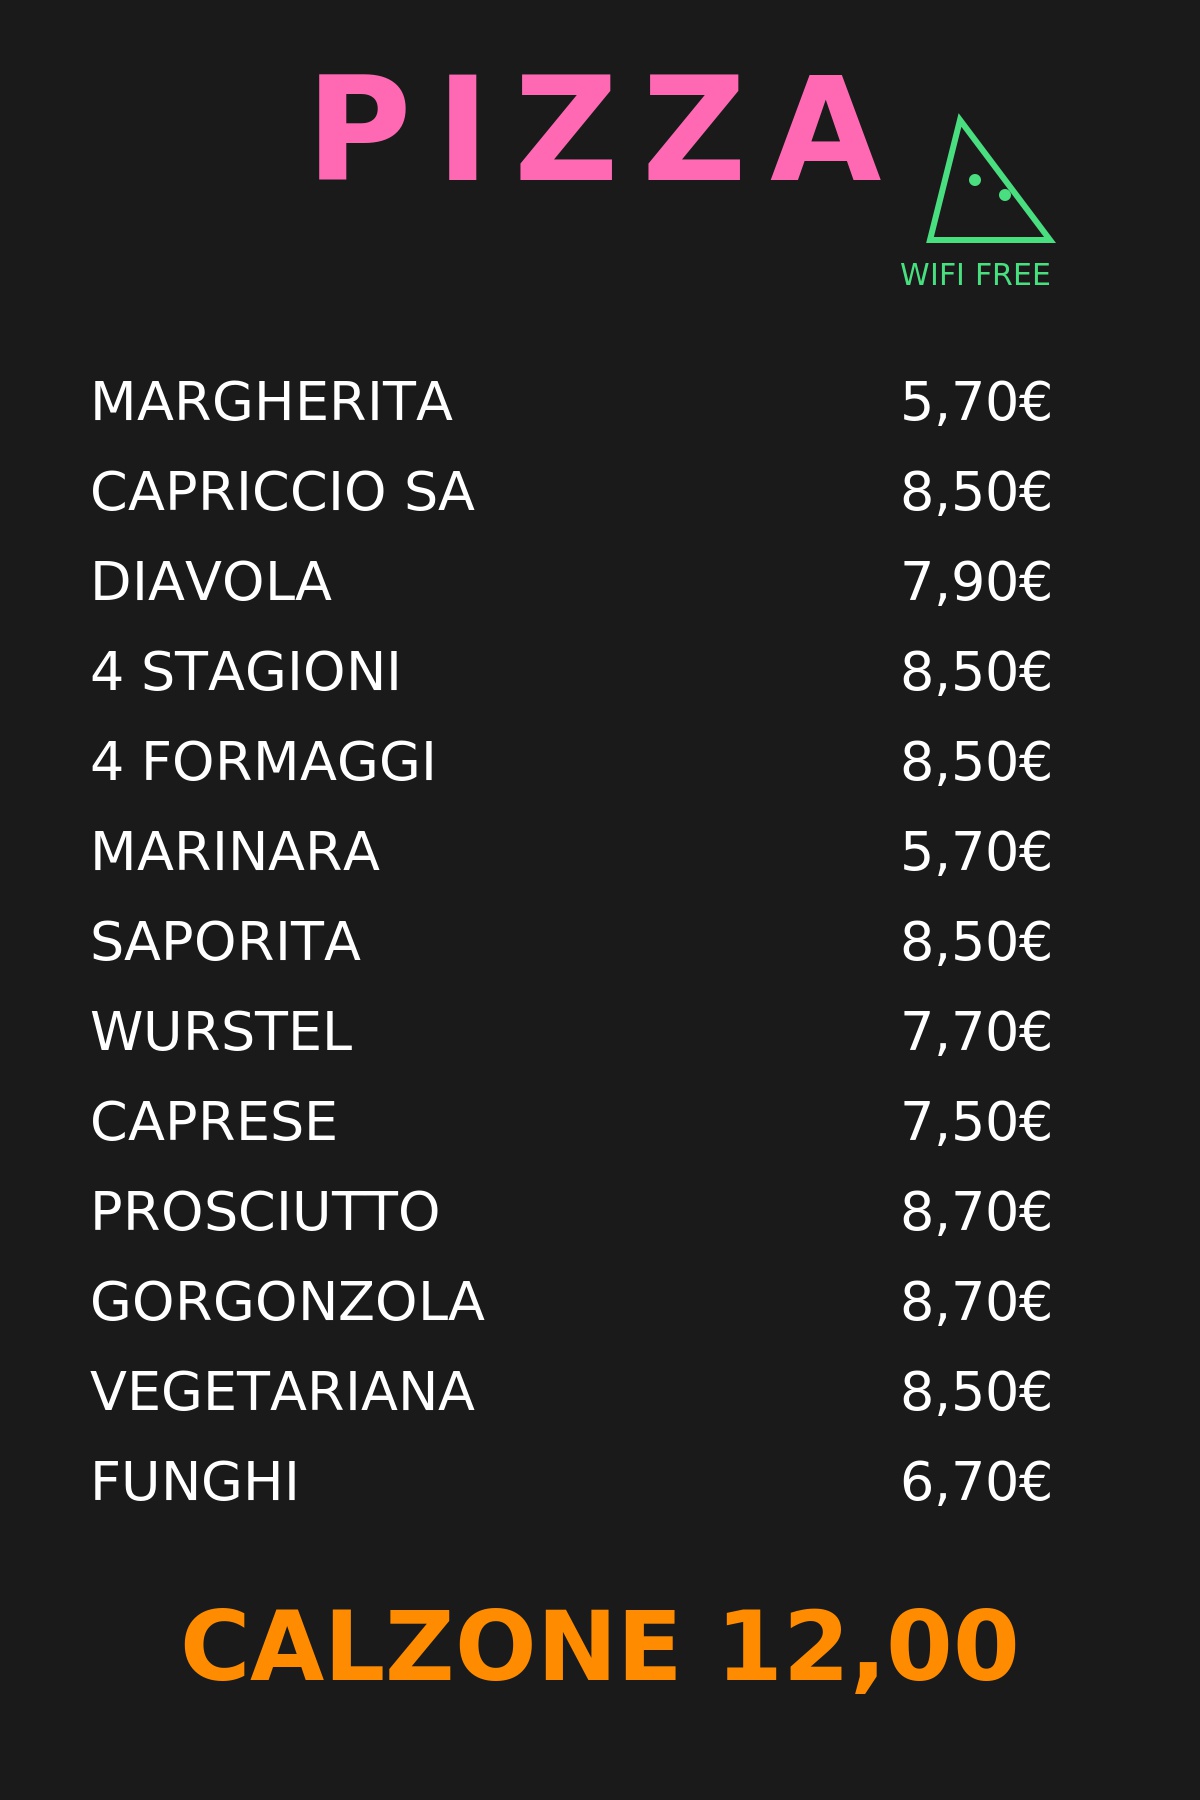 PIZZA
WIFI FREE
MARGHERITA 5,70€
CAPRICCIO SA 8,50€
DIAVOLA 7,90€
4 STAGIONI 8,50€
4 FORMAGGI 8,50€
MARINARA 5,70€
SAPORITA 8,50€
WURSTEL 7,70€
CAPRESE 7,50€
PROSCIUTTO 8,70€
GORGONZOLA 8,70€
VEGETARIANA 8,50€
FUNGHI 6,70€
CALZONE 12,00